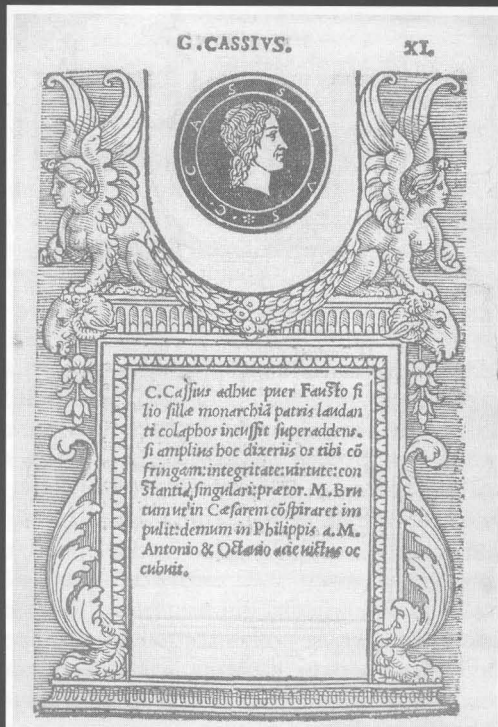 G.CASSIVS. XL
C. CASSIVS
C.Cassius adhuc puer Fausto fi
lio sillæ monarchiã patris laudan
ti colaphos incussit superaddens.
si amplius hoc dixeris os tibi cõ
fringam: integritate: uirtute: con
stantiáq; singulari: prætor. M. Bru
tum ut in Cæsarem cõspiraret im
pulit: demum in Philippis a. M.
Antonio & Octauio acie uictus oc
cubuit.